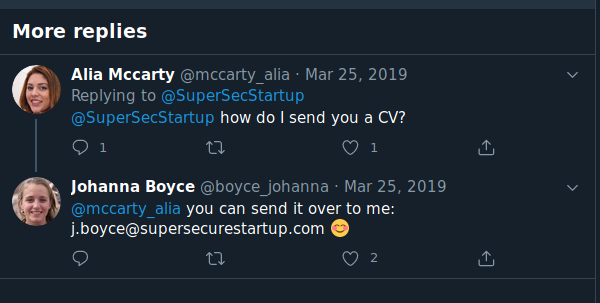 More replies
Alia Mccarty @mccarty_alia · Mar 25, 2019
Replying to @SuperSecStartup
@SuperSecStartup how do I send you a CV?
1
1
Johanna Boyce @boyce_johanna · Mar 25, 2019
@mccarty_alia you can send it over to me:
j.boyce@supersecurestartup.com 😊
2